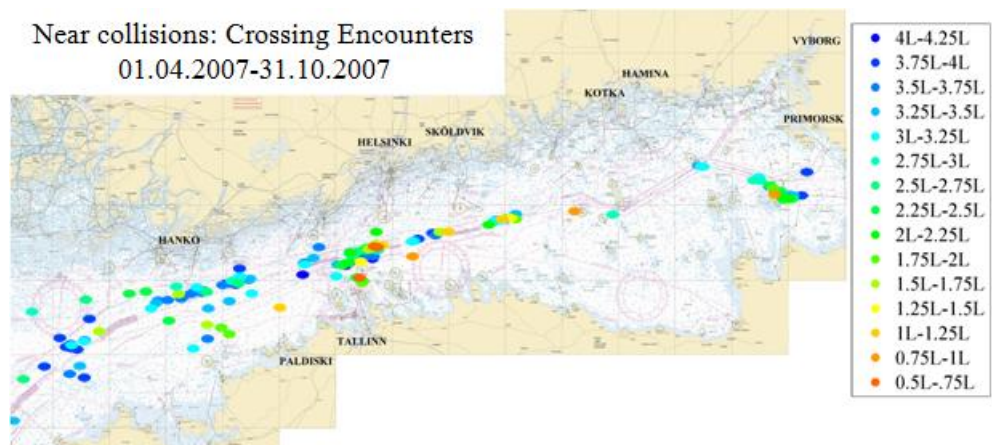 Near collisions: Crossing Encounters
01.04.2007-31.10.2007
VYBORG
HAMINA
KOTKA
PRIMORSK
SKÖLDVIK
HELSINKI
HANKO
TALLINN
PALDISKI
4L-4.25L
3.75L-4L
3.5L-3.75L
3.25L-3.5L
3L-3.25L
2.75L-3L
2.5L-2.75L
2.25L-2.5L
2L-2.25L
1.75L-2L
1.5L-1.75L
1.25L-1.5L
1L-1.25L
0.75L-1L
0.5L-.75L